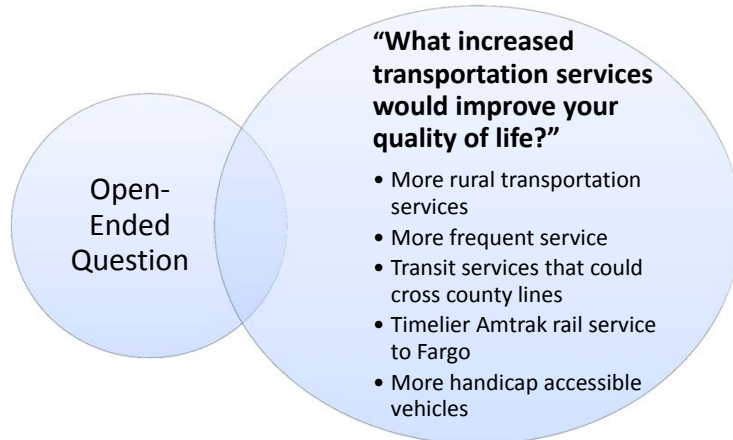 Open-
Ended
Question
“What increased
transportation services
would improve your
quality of life?”
• More rural transportation
services
• More frequent service
• Transit services that could
cross county lines
• Timelier Amtrak rail service
to Fargo
• More handicap accessible
vehicles